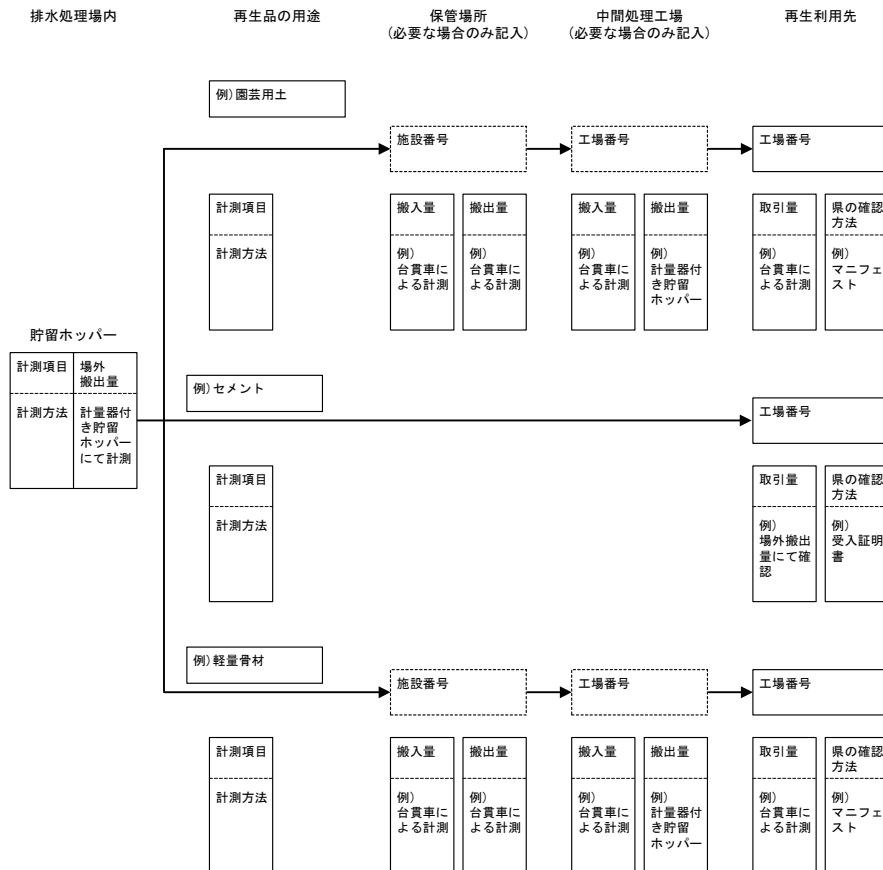 排水処理場内
再生品の用途
保管場所
(必要な場合のみ記入)
中間処理工場
(必要な場合のみ記入)
再生利用先
例)園芸用土
施設番号
工場番号
工場番号
計測項目
計測方法
搬入量
例)
台貫車に
よる計測
搬出量
例)
台貫車に
よる計測
搬入量
例)
台貫車に
よる計測
搬出量
例)
計量器付
き貯留
ホッパー
取引量
例)
台貫車に
よる計測
県の確認
方法
例)
マニフェ
スト
貯留ホッパー
計測項目
場外
搬出量
計測方法
計量器付
き貯留
ホッパー
にて計測
例)セメント
工場番号
計測項目
計測方法
取引量
例)
場外搬出
量にて確
認
県の確認
方法
例)
受入証明
書
例)軽量骨材
施設番号
工場番号
工場番号
計測項目
計測方法
搬入量
例)
台貫車に
よる計測
搬出量
例)
台貫車に
よる計測
搬入量
例)
台貫車に
よる計測
搬出量
例)
計量器付
き貯留
ホッパー
取引量
例)
台貫車に
よる計測
県の確認
方法
例)
マニフェ
スト